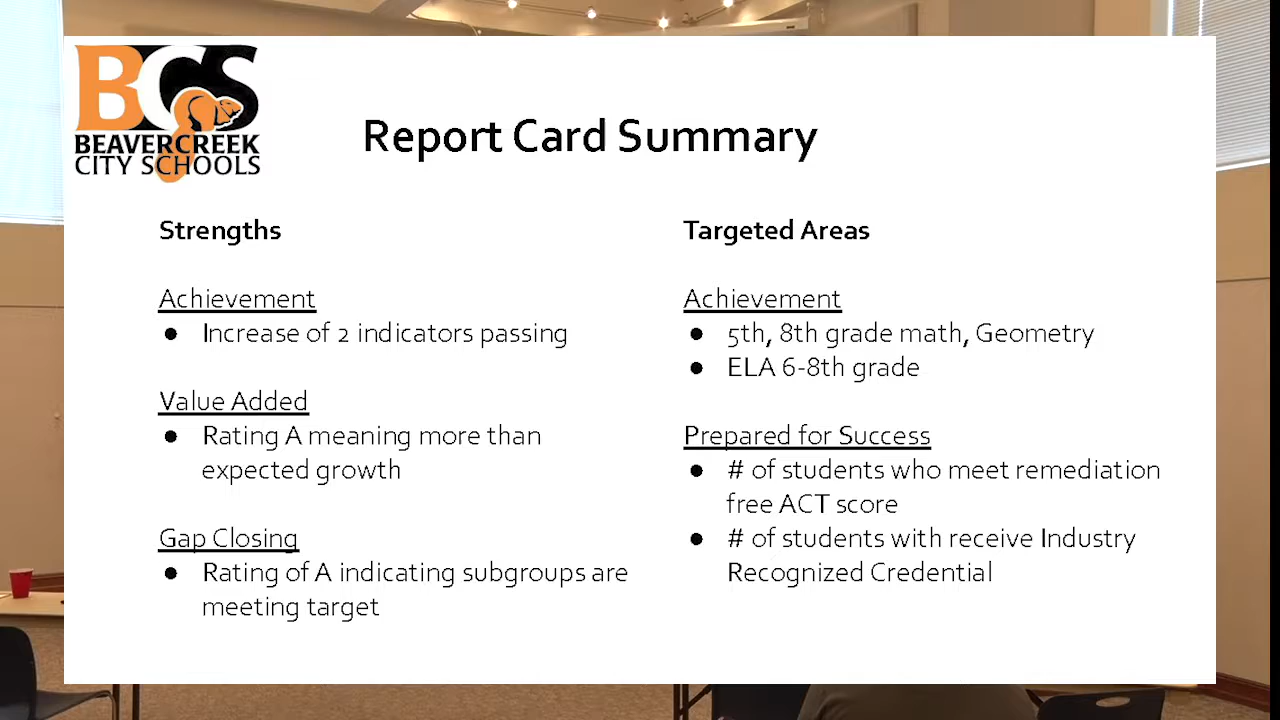 BCS
BEAVERCREEK
CITY SCHOOLS
Report Card Summary
Strengths
Achievement
● Increase of 2 indicators passing
Value Added
● Rating A meaning more than
expected growth
Gap Closing
● Rating of A indicating subgroups are
meeting target
Targeted Areas
Achievement
● 5th, 8th grade math, Geometry
● ELA 6-8th grade
Prepared for Success
● # of students who meet remediation
free ACT score
● # of students with receive Industry
Recognized Credential